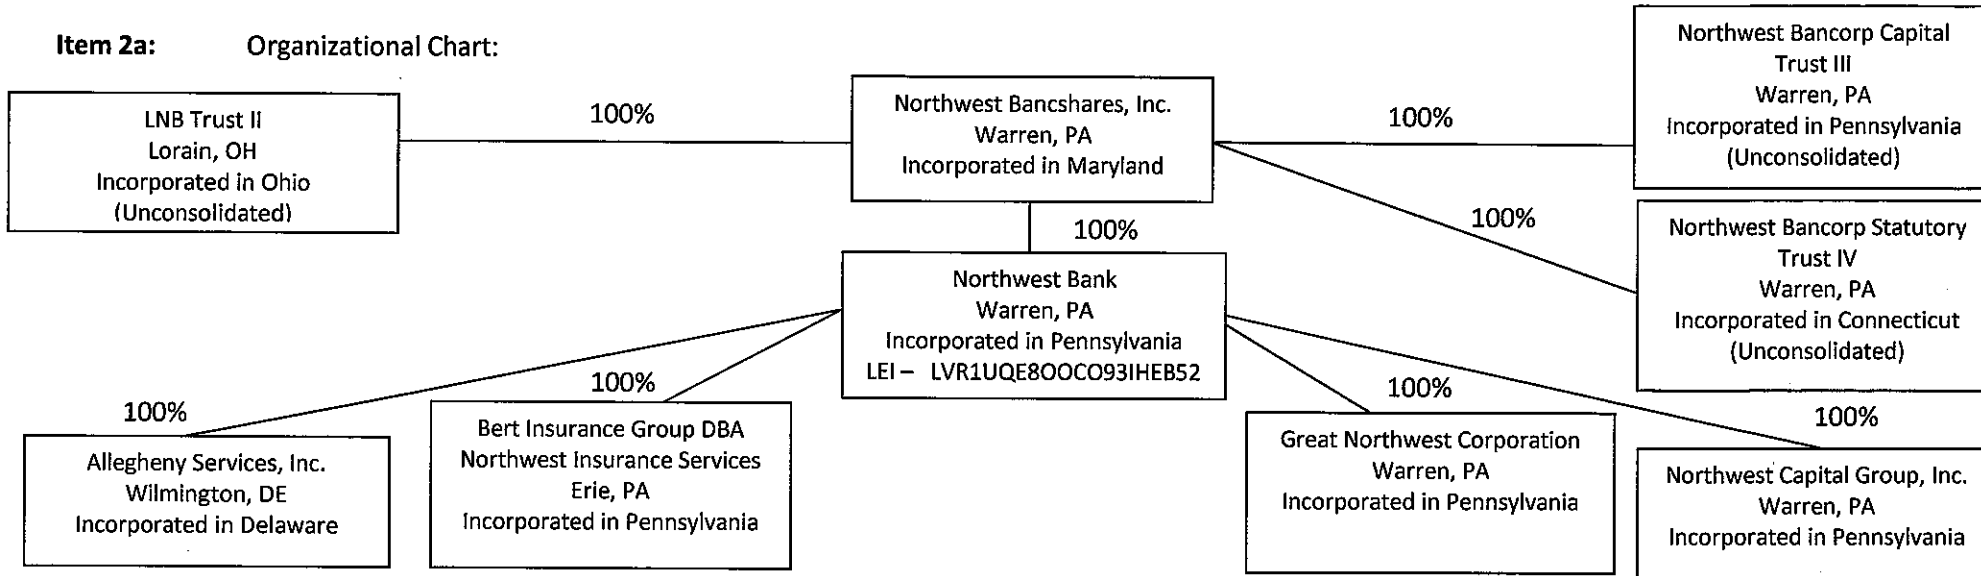 Item 2a: Organizational Chart:
LNB Trust II
Lorain, OH
Incorporated in Ohio
(Unconsolidated)
100%
Northwest Bancshares, Inc.
Warren, PA
Incorporated in Maryland
100%
Northwest Bancorp Capital
Trust III
Warren, PA
Incorporated in Pennsylvania
(Unconsolidated)
100%
Northwest Bancorp Statutory
Trust IV
Warren, PA
Incorporated in Connecticut
(Unconsolidated)
100%
Northwest Bank
Warren, PA
Incorporated in Pennsylvania
LEI – LVR1UQE8OOCO93IHEB52
100%
Allegheny Services, Inc.
Wilmington, DE
Incorporated in Delaware
100%
Bert Insurance Group DBA
Northwest Insurance Services
Erie, PA
Incorporated in Pennsylvania
100%
Great Northwest Corporation
Warren, PA
Incorporated in Pennsylvania
100%
Northwest Capital Group, Inc.
Warren, PA
Incorporated in Pennsylvania